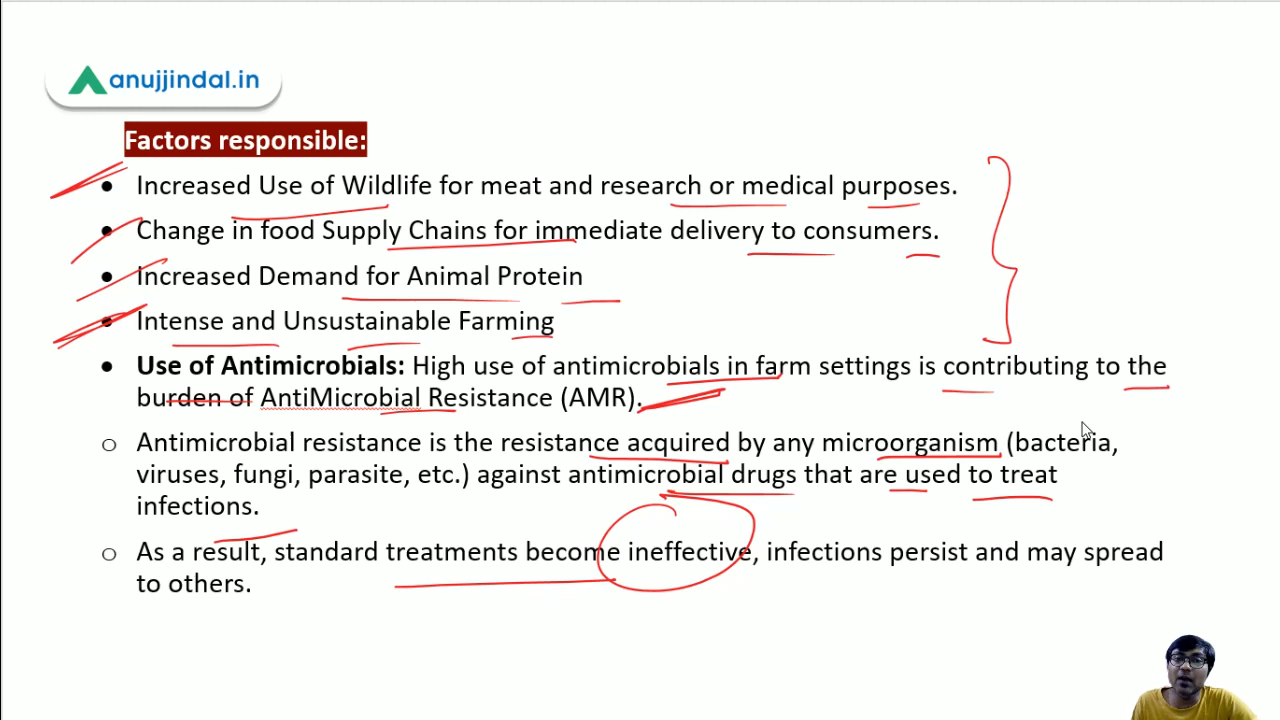 anujjindal.in
Factors responsible:
• Increased Use of Wildlife for meat and research or medical purposes.
• Change in food Supply Chains for immediate delivery to consumers.
• Increased Demand for Animal Protein
• Intense and Unsustainable Farming
• Use of Antimicrobials: High use of antimicrobials in farm settings is contributing to the
burden of AntiMicrobial Resistance (AMR).
o Antimicrobial resistance is the resistance acquired by any microorganism (bacteria,
viruses, fungi, parasite, etc.) against antimicrobial drugs that are used to treat
infections.
o As a result, standard treatments become ineffective, infections persist and may spread
to others.